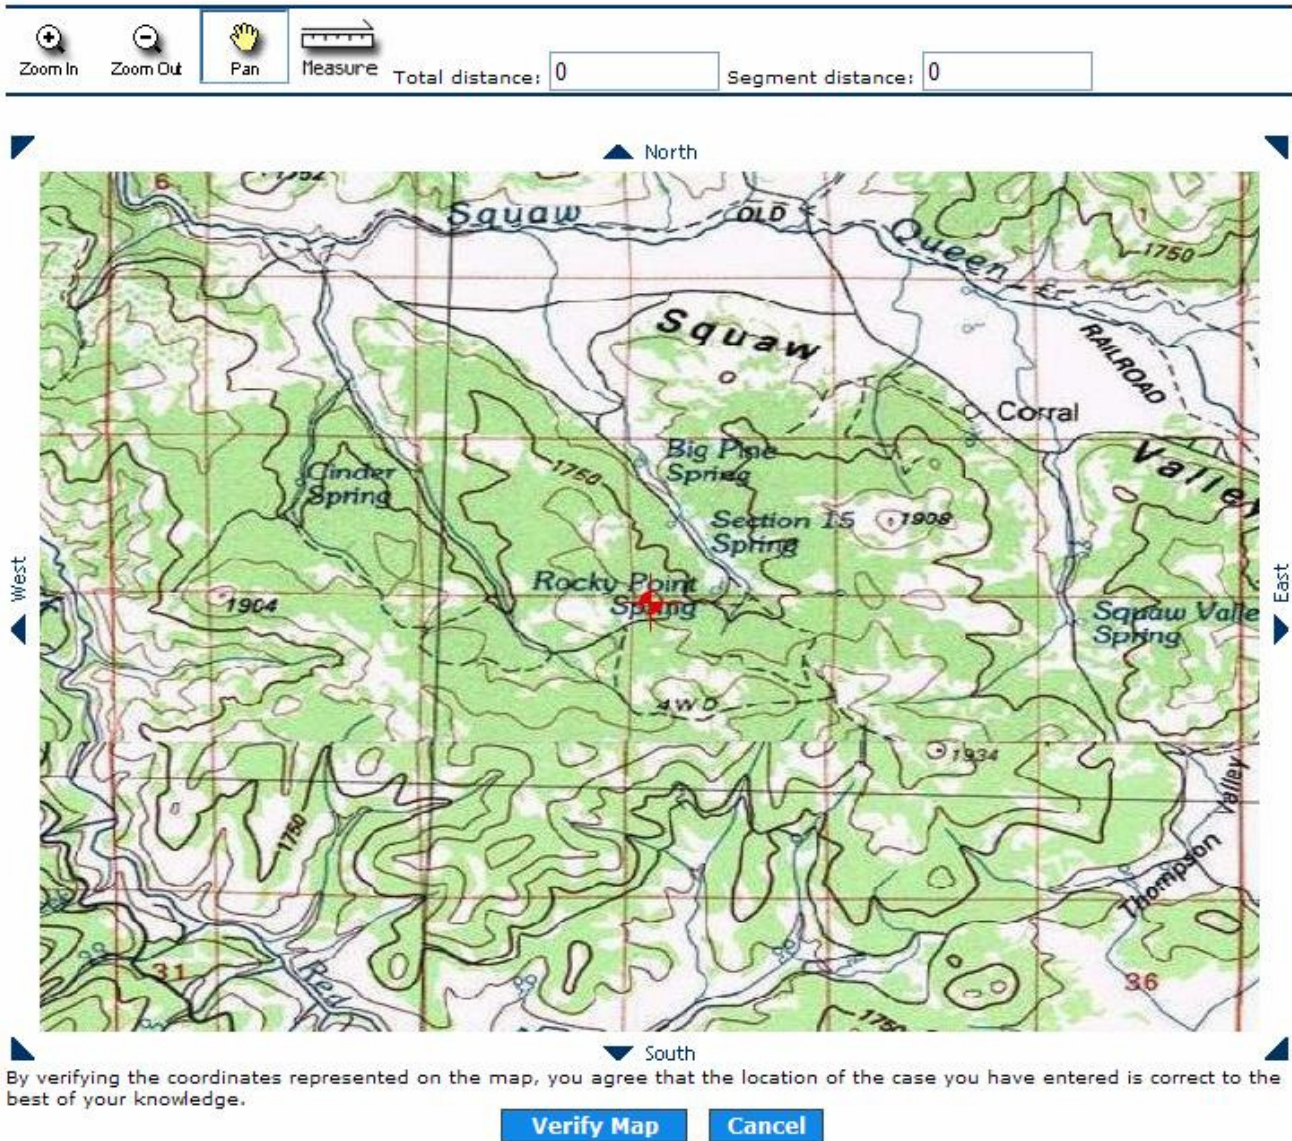 Zoom In
Zoom Out
Pan
Measure
Total distance: 0
Segment distance: 0
North
6
Squaw
OLD
1
Queen
1750
Squaw
RAILROAD
Corral
Big Pine
Spring
Valley
Cinder
Spring
1750
Section 15
Spring
1908
West
East
Rocky Point
Spring
1904
Squaw Valle
Spring
4WD
1934
1750
Valley
Thompson
31
Red
36
1750
South
By verifying the coordinates represented on the map, you agree that the location of the case you have entered is correct to the
best of your knowledge.
Verify Map
Cancel